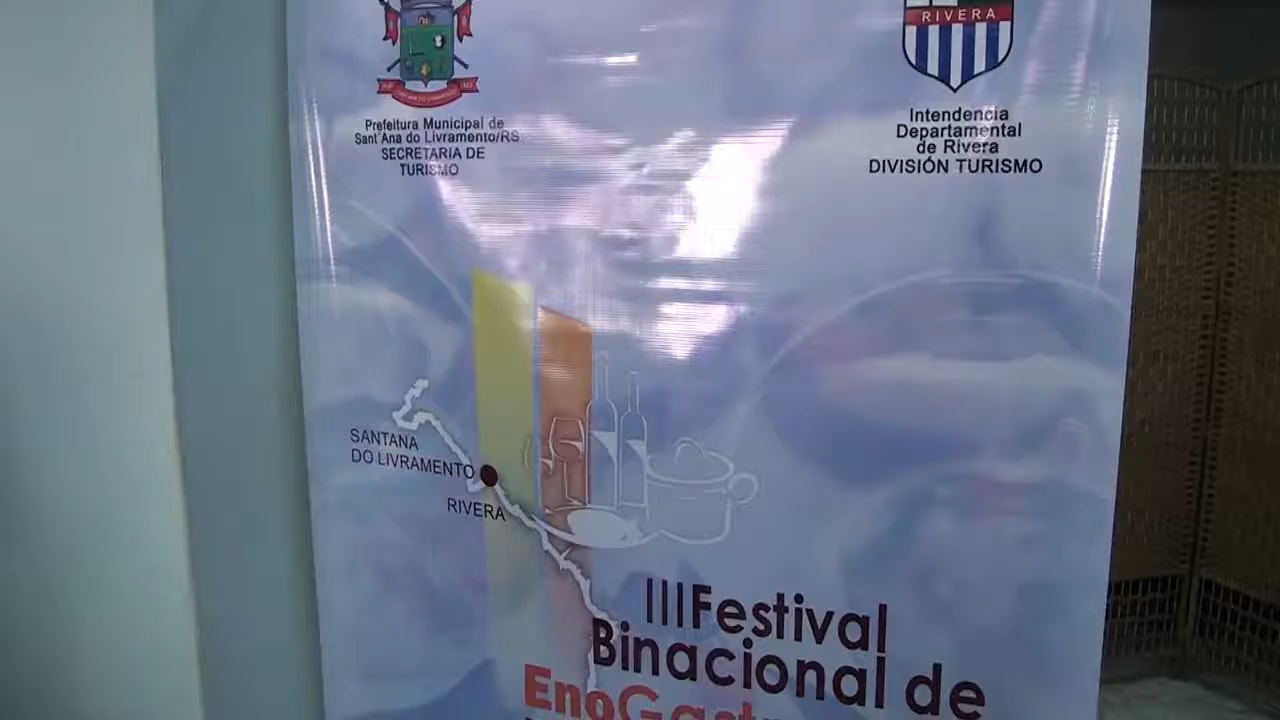 Prefeitura Municipal de
Sant'Ana do Livramento/RS
SECRETARIA DE
TURISMO
RIVERA
Intendencia
Departamental
de Rivera
DIVISIÓN TURISMO
SANTANA
DO LIVRAMENTO
RIVERA
III Festival
Binacional de